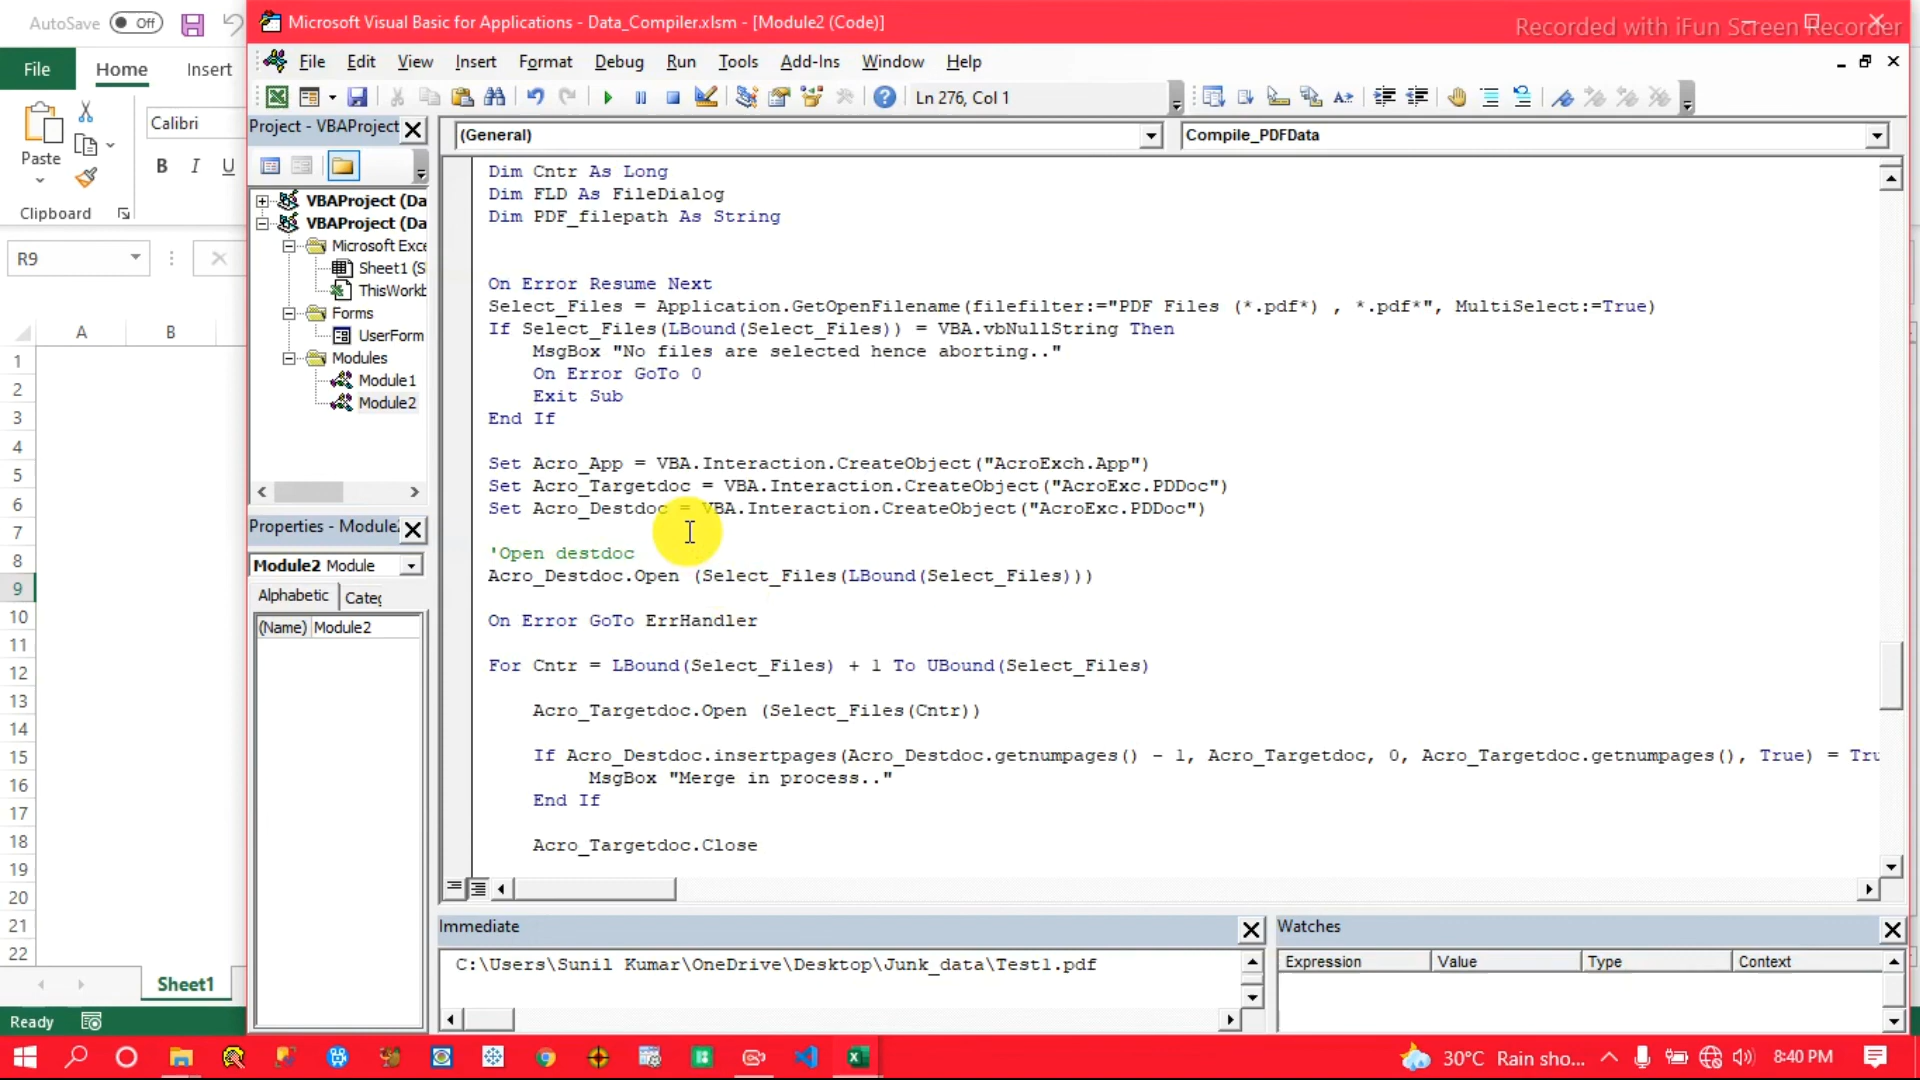 AutoSave Off
Microsoft Visual Basic for Applications - Data_Compiler.xlsm - [Module2 (Code)]
Recorded with iFun Screen Recorder
File Home Insert
File Edit View Insert Format Debug Run Tools Add-Ins Window Help
Ln 276, Col 1
Paste
Calibri
B I U
Clipboard
R9
A B
1
2
3
4
5
6
7
8
9
10
11
12
13
14
15
16
17
18
19
20
21
22
Sheet1
Ready
Project - VBAProject
VBAProject (Da
VBAProject (Da
Microsoft Exce
Sheet1 (S
ThisWorkb
Forms
UserForm
Modules
Module1
Module2
Properties - Module2
Module2 Module
Alphabetic Categ
(Name) Module2
(General) Compile_PDFData
Dim Cntr As Long
Dim FLD As FileDialog
Dim PDF_filepath As String
On Error Resume Next
Select_Files = Application.GetOpenFilename(filefilter:="PDF Files (*.pdf*) , *.pdf*", MultiSelect:=True)
If Select_Files(LBound(Select_Files)) = VBA.vbNullString Then
MsgBox "No files are selected hence aborting.."
On Error GoTo 0
Exit Sub
End If
Set Acro_App = VBA.Interaction.CreateObject("AcroExch.App")
Set Acro_Targetdoc = VBA.Interaction.CreateObject("AcroExc.PDDoc")
Set Acro_Destdoc = VBA.Interaction.CreateObject("AcroExc.PDDoc")
'Open destdoc
Acro_Destdoc.Open (Select_Files(LBound(Select_Files)))
On Error GoTo ErrHandler
For Cntr = LBound(Select_Files) + 1 To UBound(Select_Files)
Acro_Targetdoc.Open (Select_Files(Cntr))
If Acro_Destdoc.insertpages(Acro_Destdoc.getnumpages() - 1, Acro_Targetdoc, 0, Acro_Targetdoc.getnumpages(), True) = Tru
MsgBox "Merge in process.."
End If
Acro_Targetdoc.Close
Immediate
C:\Users\Sunil Kumar\OneDrive\Desktop\Junk_data\Test1.pdf
Watches
Expression Value Type Context
30°C Rain sho... 8:40 PM